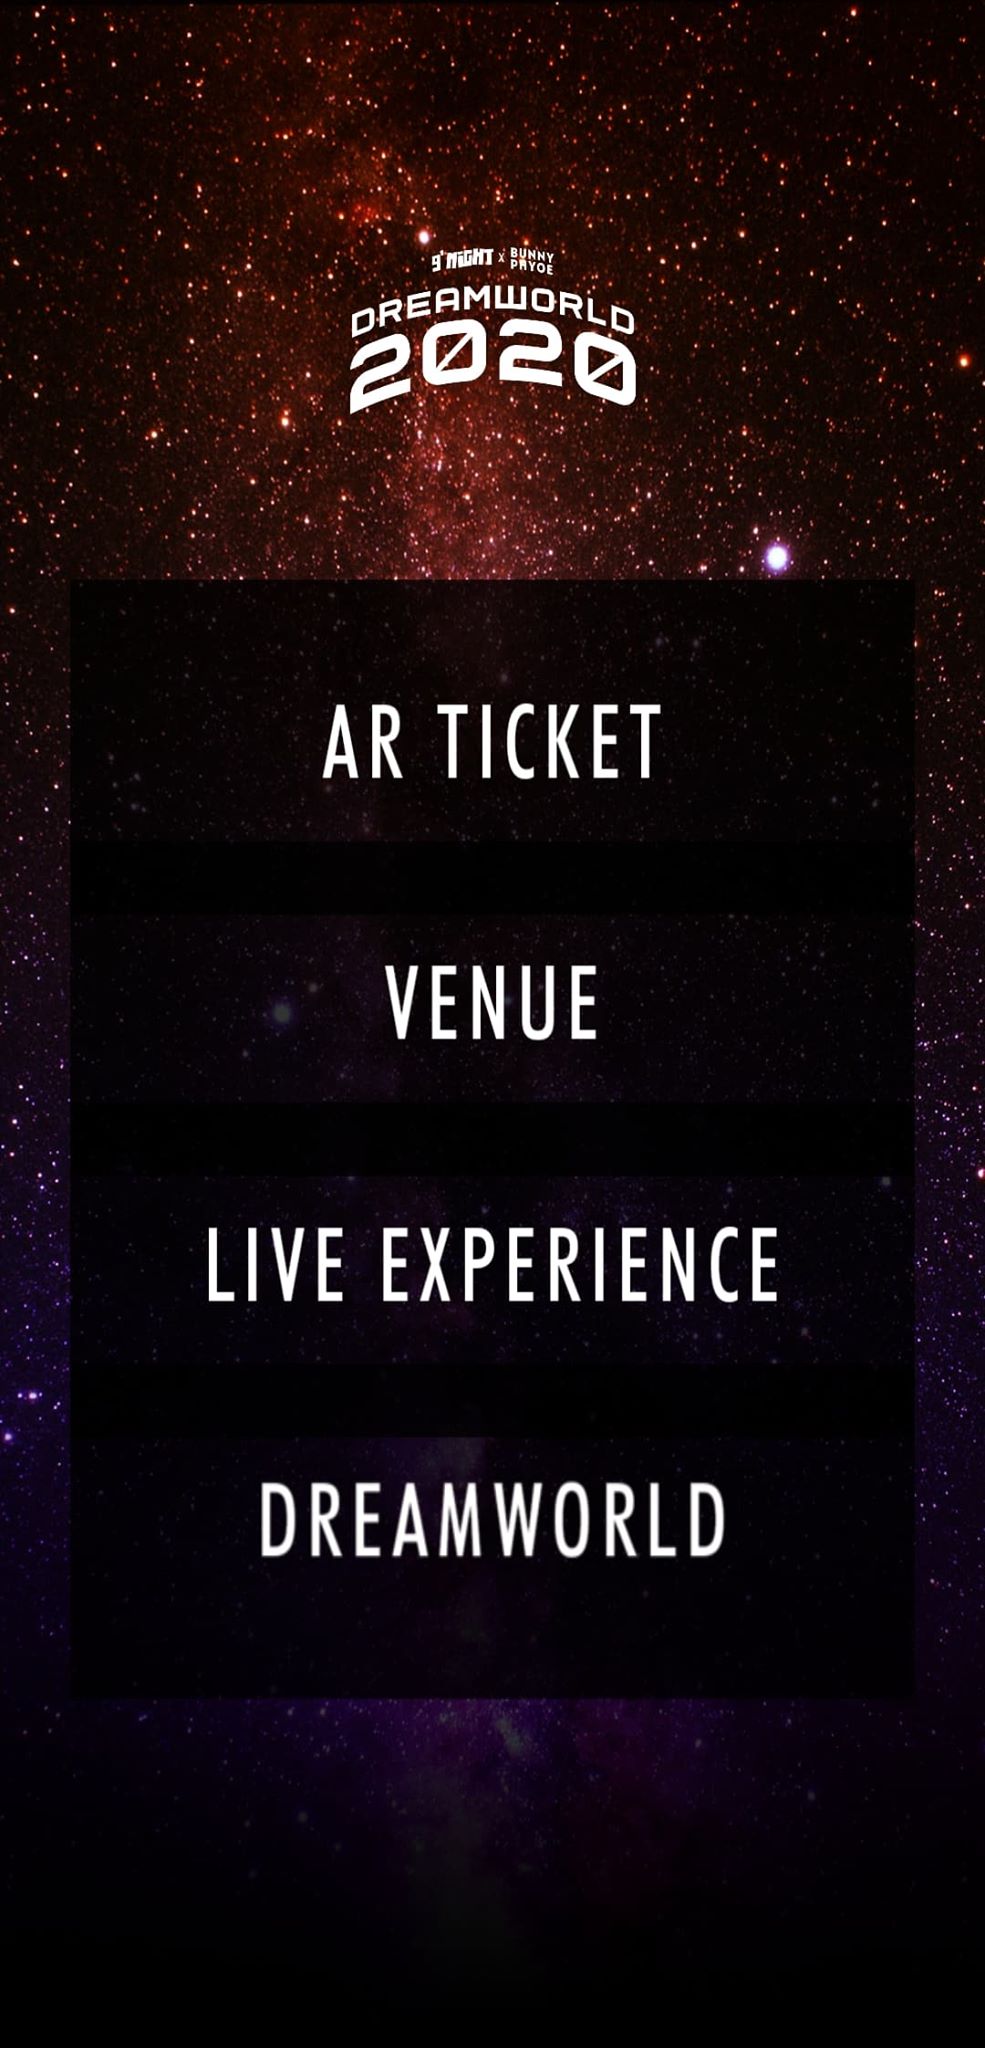 9'NIGHT X BUNNY
PHYOE
DREAMWORLD
2020
AR TICKET
VENUE
LIVE EXPERIENCE
DREAMWORLD